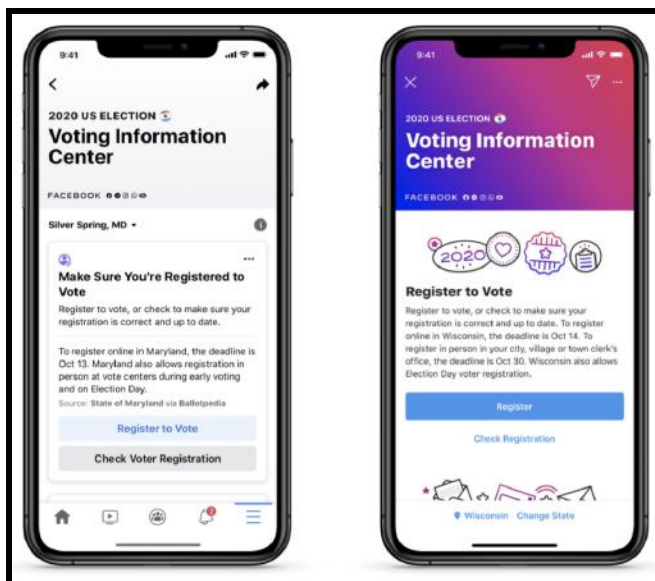 9:41
2020 US ELECTION
Voting Information
Center
FACEBOOK
Silver Spring, MD
Make Sure You're Registered to
Vote
Register to vote, or check to make sure your
registration is correct and up to date.
To register online in Maryland, the deadline is
Oct 13. Maryland also allows registration in
person at vote centers during early voting
and on Election Day.
Source: State of Maryland via Ballotpedia
Register to Vote
Check Voter Registration
2
9:41
2020 US ELECTION
Voting Information
Center
FACEBOOK
2020
Register to Vote
Register to vote, or check to make sure your
registration is correct and up to date. To register
online in Wisconsin, the deadline is Oct 14. To
register in person in your city, village or town clerk's
office, the deadline is Oct 30. Wisconsin also allows
Election Day voter registration.
Register
Check Registration
Wisconsin Change State